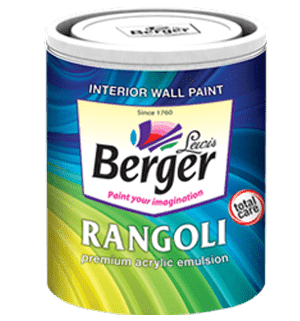 Berger
INTERIOR WALL PAINT
Since 1760
Lewis
Berger
Paint your imagination
total
care
RANGOLI
premium acrylic emulsion